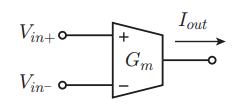 I_out
V_in+ +
G_m
V_in- −